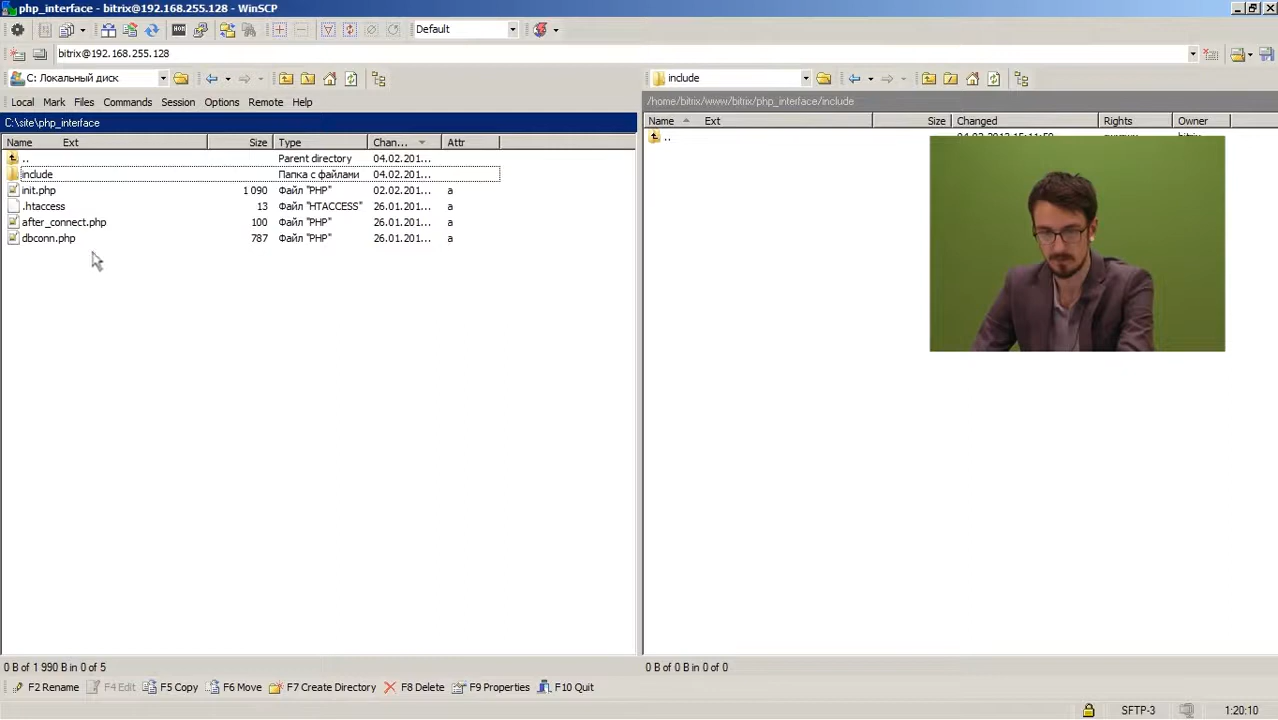 php_interface - bitrix@192.168.255.128 - WinSCP
Default
bitrix@192.168.255.128
C: Локальный диск
include
Local Mark Files Commands Session Options Remote Help
/home/bitrix/www/bitrix/php_interface/include
C:\site\php_interface
Name Ext Size Type Chan... Attr
Name Ext Size Changed Rights Owner
.. Parent directory 04.02.201...
include Папка с файлами 04.02.201...
init.php 1 090 Файл "PHP" 02.02.201... a
.htaccess 13 Файл "HTACCESS" 26.01.201... a
after_connect.php 100 Файл "PHP" 26.01.201... a
dbconn.php 787 Файл "PHP" 26.01.201... a
..
0 B of 1 990 B in 0 of 5
0 B of 0 B in 0 of 0
F2 Rename F4 Edit F5 Copy F6 Move F7 Create Directory F8 Delete F9 Properties F10 Quit
SFTP-3 1:20:10